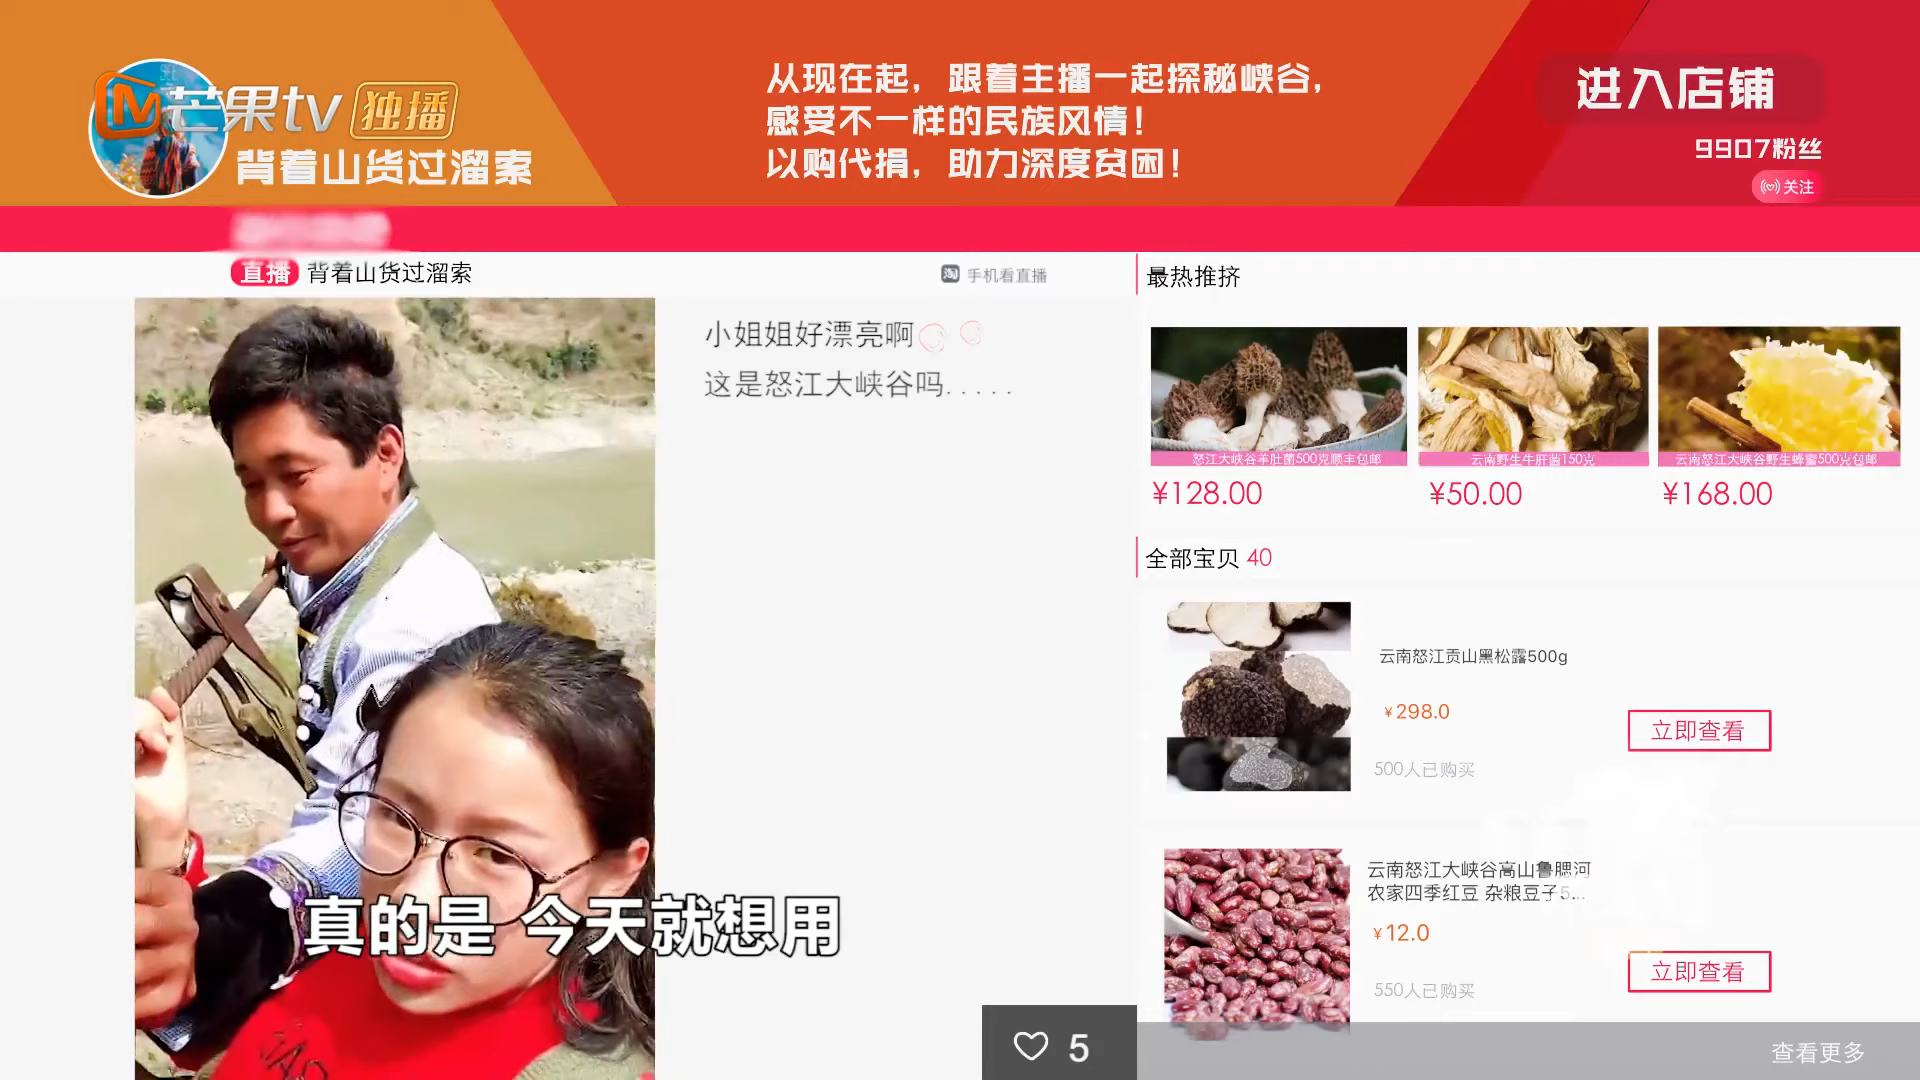 芒果tv 独播
背着山货过溜索
从现在起，跟着主播一起探秘峡谷，
感受不一样的民族风情！
以购代捐，助力深度贫困！
进入店铺
9907粉丝
关注
直播 背着山货过溜索
淘 手机看直播
小姐姐好漂亮啊
这是怒江大峡谷吗.....
真的是 今天就想用
5
最热推挤
怒江大峡谷羊肚菌500克顺丰包邮
¥128.00
云南野生牛肝菌150克
¥50.00
云南怒江大峡谷野生蜂蜜500克包邮
¥168.00
全部宝贝 40
云南怒江贡山黑松露500g
¥298.0
500人已购买
立即查看
云南怒江大峡谷高山鲁腮河
农家四季红豆 杂粮豆子5...
¥12.0
550人已购买
立即查看
查看更多